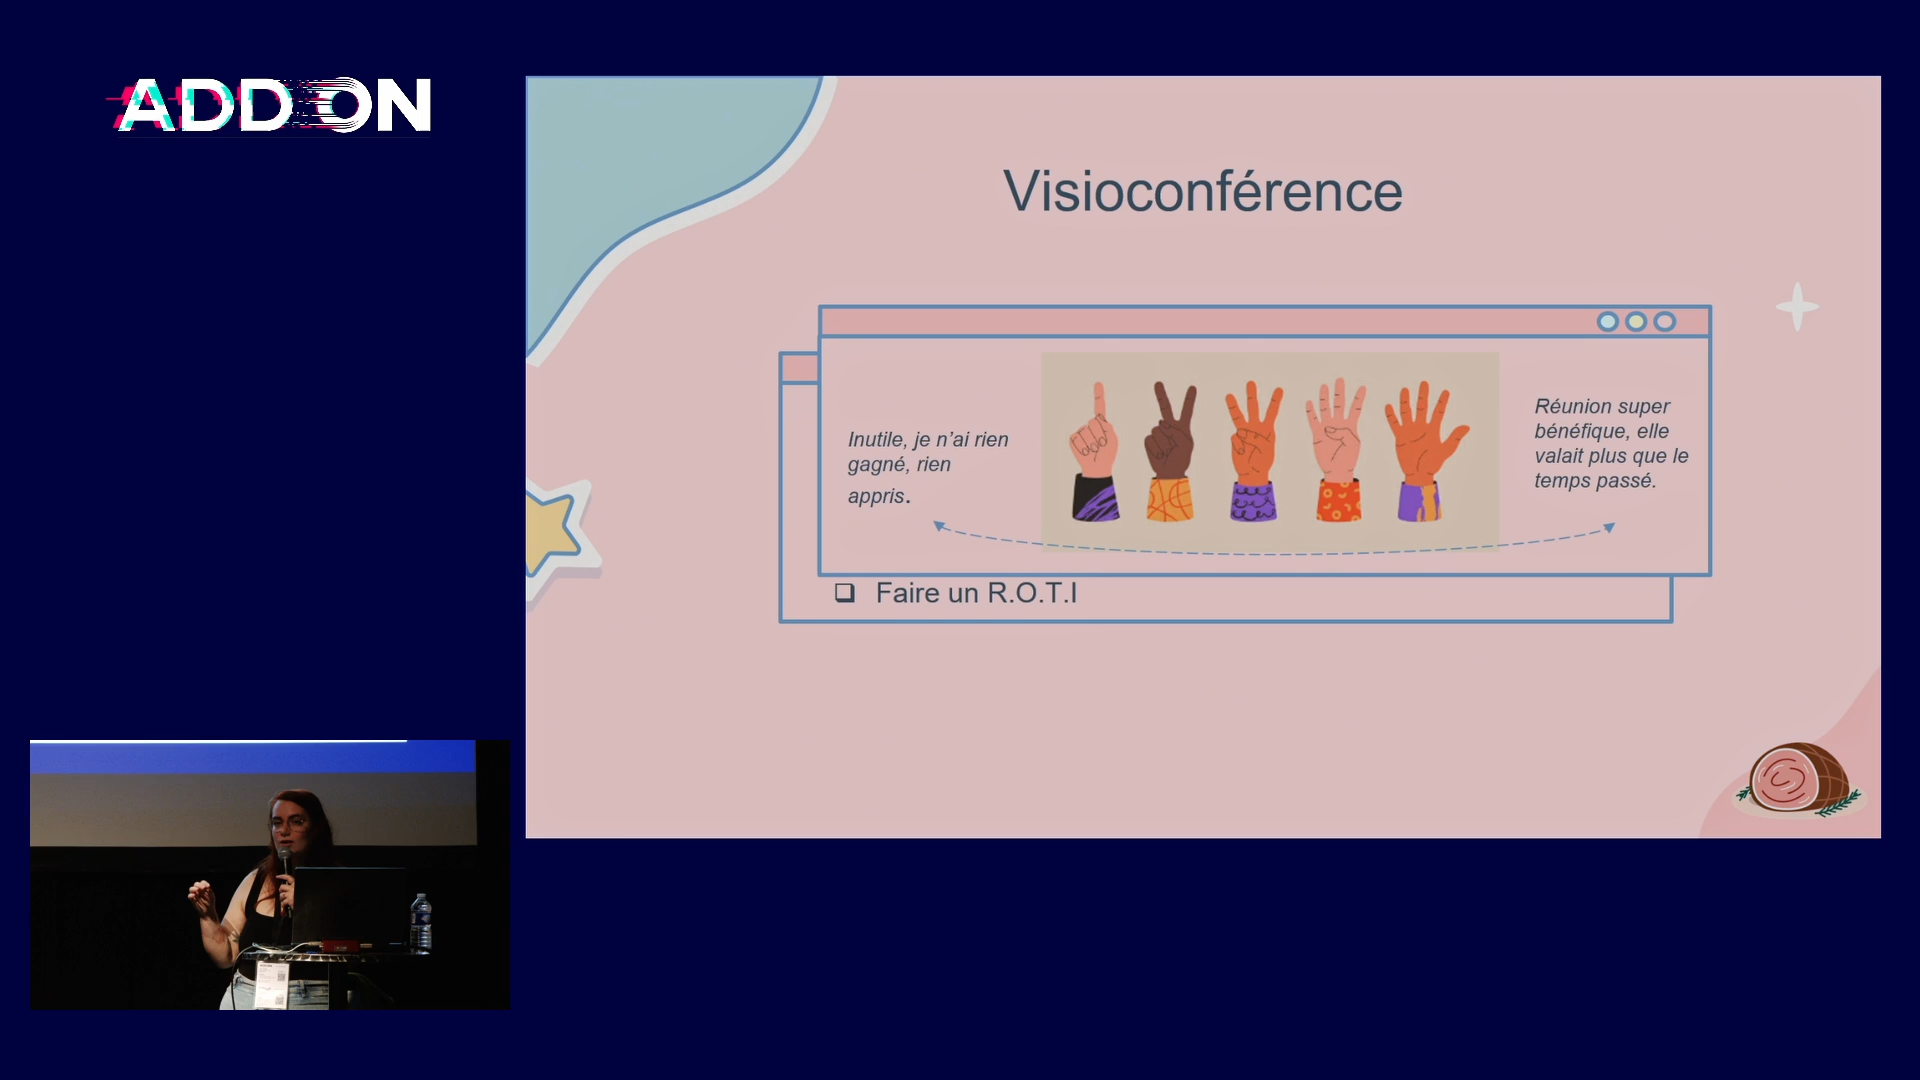 ADDON
Visioconférence
Inutile, je n’ai rien
gagné, rien
appris.
Réunion super
bénéfique, elle
valait plus que le
temps passé.
❑ Faire un R.O.T.I